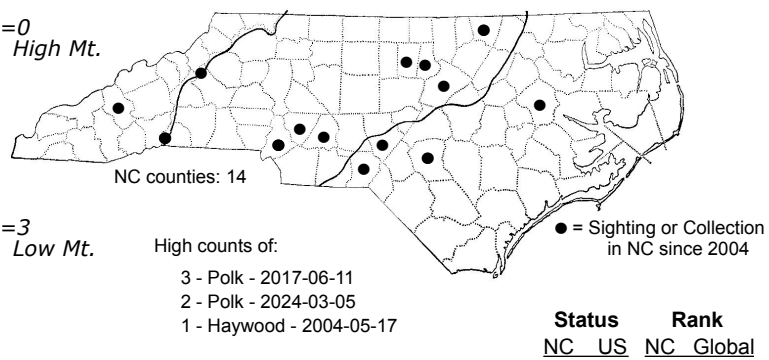 =0
High Mt.
NC counties: 14
=3
Low Mt.
High counts of:
3 - Polk - 2017-06-11
2 - Polk - 2024-03-05
1 - Haywood - 2004-05-17
● = Sighting or Collection
in NC since 2004
Status Rank
NC US NC Global